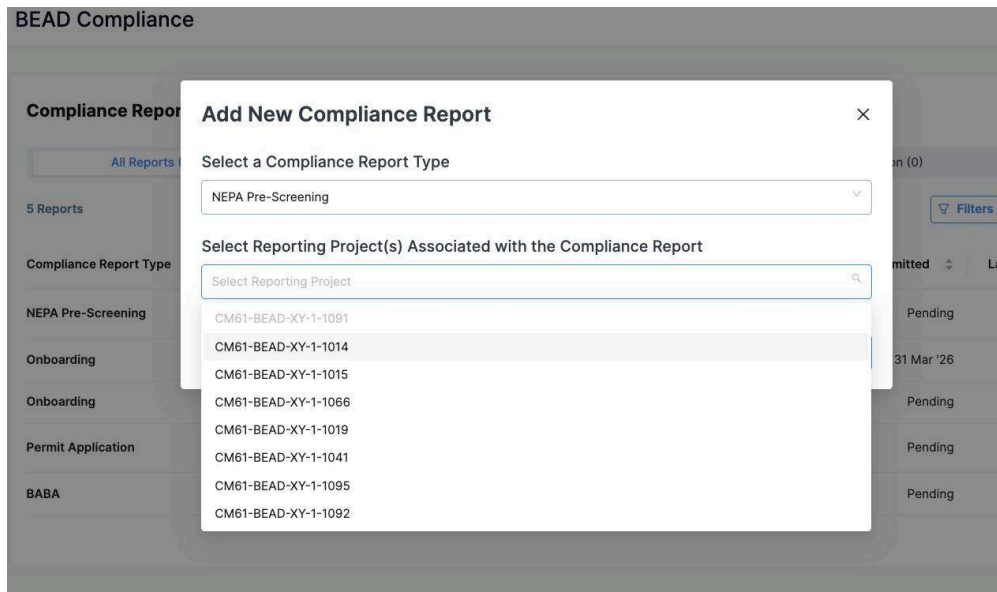 BEAD Compliance
Compliance Repor
Add New Compliance Report
All Reports
Select a Compliance Report Type
on (0)
NEPA Pre-Screening
5 Reports
Filters
Select Reporting Project(s) Associated with the Compliance Report
Compliance Report Type
Select Reporting Project
mitted
La
NEPA Pre-Screening
CM61-BEAD-XY-1-1091
Pending
CM61-BEAD-XY-1-1014
Onboarding
31 Mar '26
CM61-BEAD-XY-1-1015
Onboarding
CM61-BEAD-XY-1-1066
Pending
CM61-BEAD-XY-1-1019
Permit Application
Pending
CM61-BEAD-XY-1-1041
CM61-BEAD-XY-1-1095
BABA
Pending
CM61-BEAD-XY-1-1092